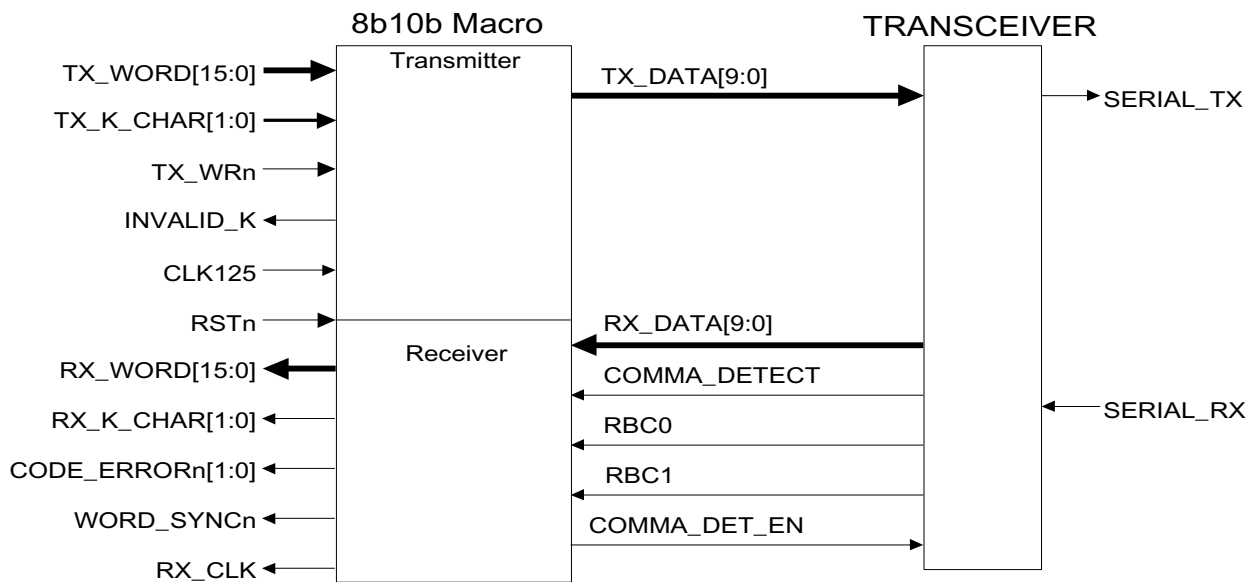 8b10b Macro
TRANSCEIVER
Transmitter
TX_WORD[15:0]
TX_DATA[9:0]
SERIAL_TX
TX_K_CHAR[1:0]
TX_WRn
INVALID_K
CLK125
RSTn
RX_DATA[9:0]
Receiver
RX_WORD[15:0]
COMMA_DETECT
RX_K_CHAR[1:0]
RBC0
SERIAL_RX
CODE_ERRORn[1:0]
RBC1
WORD_SYNCn
COMMA_DET_EN
RX_CLK